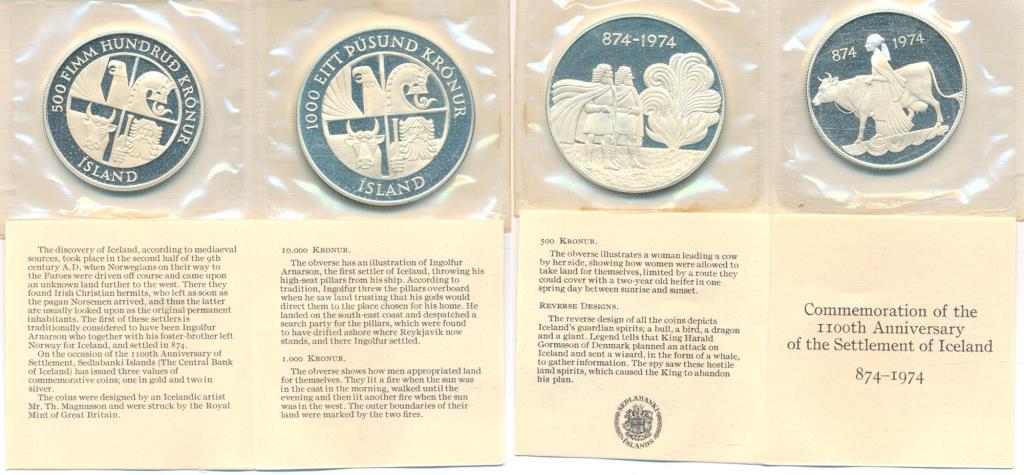 500 FIMM HUNDRUÐ KRÓNUR
ÍSLAND
1000 EITT ÞÚSUND KRÓNUR
ÍSLAND
874-1974
874 1974
The discovery of Iceland, according to mediaeval
sources, took place in the second half of the 9th
century A.D. when Norwegians on their way to
the Faroes were driven off course and came upon
an unknown land further to the west. There they
found Irish Christian hermits, who left as soon as
the pagan Norsemen arrived, and thus the latter
are usually looked upon as the original permanent
inhabitants. The first of these settlers is
traditionally considered to have been Ingolfur
Arnarson who together with his foster-brother left
Norway for Iceland, and settled in 874.
On the occasion of the 1100th Anniversary of
Settlement, Sedlabanki Islands (The Central Bank
of Iceland) has issued three values of
commemorative coins; one in gold and two in
silver.
The coins were designed by an Icelandic artist
Mr. Th. Magnusson and were struck by the Royal
Mint of Great Britain.
10.000 KRONUR.
The obverse has an illustration of Ingolfur
Arnarson, the first settler of Iceland, throwing his
high-seat pillars from his ship. According to
tradition, Ingolfur threw the pillars overboard
when he saw land trusting that his gods would
direct them to the place chosen for his home. He
landed on the south-east coast and despatched a
search party for the pillars, which were found
to have drifted ashore where Reykjavik now
stands, and there Ingolfur settled.
1.000 KRONUR.
The obverse shows how men appropriated land
for themselves. They lit a fire when the sun was
in the east in the morning, walked until the
evening and then lit another fire when the sun
was in the west. The outer boundaries of their
land were marked by the two fires.
500 KRONUR.
The obverse illustrates a woman leading a cow
by her side, showing how women were allowed to
take land for themselves, limited by a route they
could cover with a two-year old heifer in one
spring day between sunrise and sunset.
REVERSE DESIGNS.
The reverse design of all the coins depicts
Iceland's guardian spirits; a bull, a bird, a dragon
and a giant. Legend tells that King Harald
Gormsson of Denmark planned an attack on
Iceland and sent a wizard, in the form of a whale,
to gather information. The spy saw these hostile
land spirits, which caused the King to abandon
his plan.
SEÐLABANKI
ÍSLANDS
Commemoration of the
1100th Anniversary
of the Settlement of Iceland
874-1974